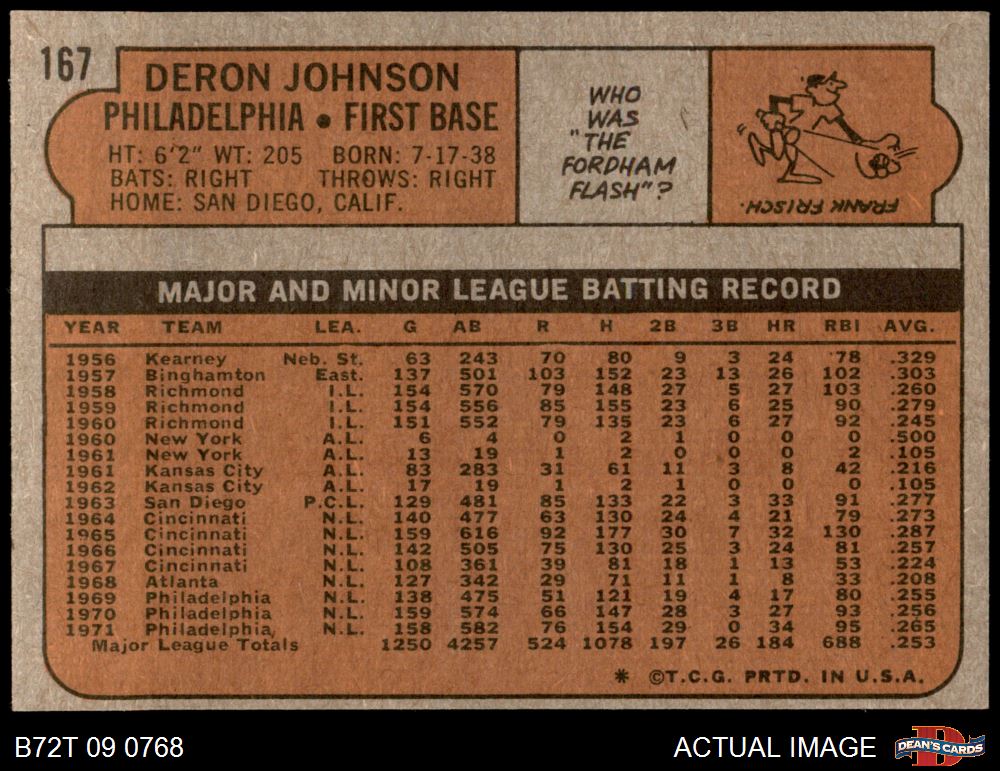 167
DERON JOHNSON
PHILADELPHIA • FIRST BASE
HT: 6'2" WT: 205 BORN: 7-17-38
BATS: RIGHT THROWS: RIGHT
HOME: SAN DIEGO, CALIF.
WHO
WAS
"THE
FORDHAM
FLASH"?
FRANK FRISCH.
MAJOR AND MINOR LEAGUE BATTING RECORD
YEAR TEAM LEA. G AB R H 2B 3B HR RBI AVG.
1956 Kearney Neb. St. 63 243 70 80 9 3 24 78 .329
1957 Binghamton East. 137 501 103 152 23 13 26 102 .303
1958 Richmond I.L. 154 570 79 148 27 5 27 103 .260
1959 Richmond I.L. 154 556 85 155 23 6 25 90 .279
1960 Richmond I.L. 151 552 79 135 23 6 27 92 .245
1960 New York A.L. 6 4 0 2 1 0 0 0 .500
1961 New York A.L. 13 19 1 2 0 0 0 2 .105
1961 Kansas City A.L. 83 283 31 61 11 3 8 42 .216
1962 Kansas City A.L. 17 19 1 2 1 0 0 0 .105
1963 San Diego P.C.L. 129 481 85 133 22 3 33 91 .277
1964 Cincinnati N.L. 140 477 63 130 24 4 21 79 .273
1965 Cincinnati N.L. 159 616 92 177 30 7 32 130 .287
1966 Cincinnati N.L. 142 505 75 130 25 3 24 81 .257
1967 Cincinnati N.L. 108 361 39 81 18 1 13 53 .224
1968 Atlanta N.L. 127 342 29 71 11 1 8 33 .208
1969 Philadelphia N.L. 138 475 51 121 19 4 17 80 .255
1970 Philadelphia N.L. 159 574 66 147 28 3 27 93 .256
1971 Philadelphia N.L. 158 582 76 154 29 0 34 95 .265
Major League Totals 1250 4257 524 1078 197 26 184 688 .253
* ©T.C.G. PRTD. IN U.S.A.
B72T 09 0768
ACTUAL IMAGE
DEAN'S CARDS